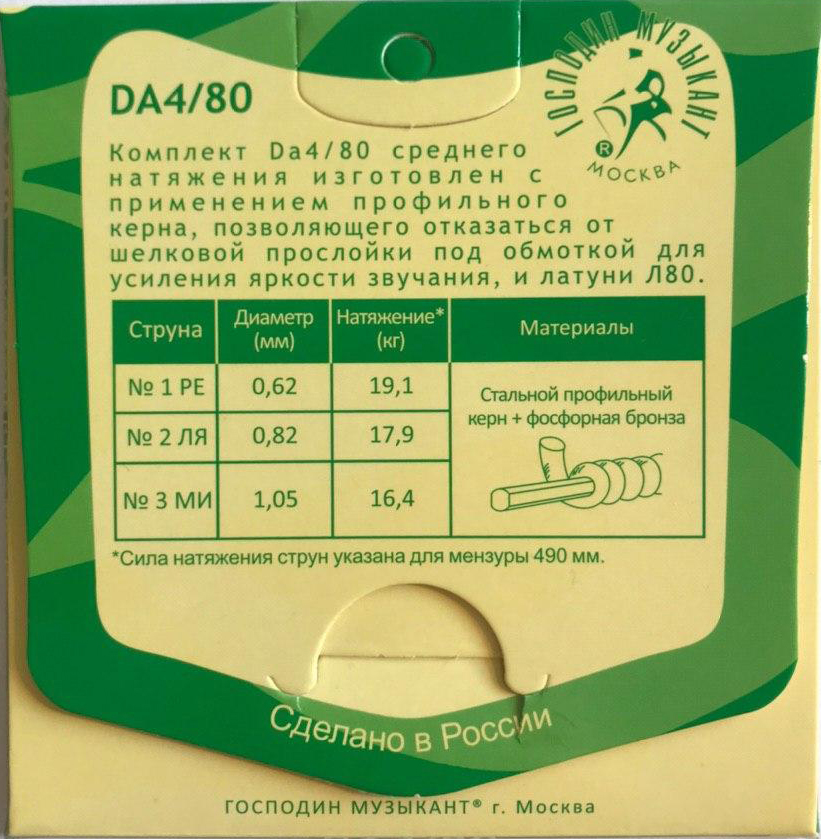 ГОСПОДИН МУЗЫКАНТ
®
МОСКВА
DA4/80
Комплект Da4/80 среднего
натяжения изготовлен с
применением профильного
керна, позволяющего отказаться от
шелковой прослойки под обмоткой для
усиления яркости звучания, и латуни Л80.
Струна Диаметр (мм) Натяжение* (кг) Материалы
№ 1 РЕ 0,62 19,1
№ 2 ЛЯ 0,82 17,9
№ 3 МИ 1,05 16,4
Стальной профильный
керн + фосфорная бронза
*Сила натяжения струн указана для мензуры 490 мм.
Сделано в России
ГОСПОДИН МУЗЫКАНТ® г. Москва